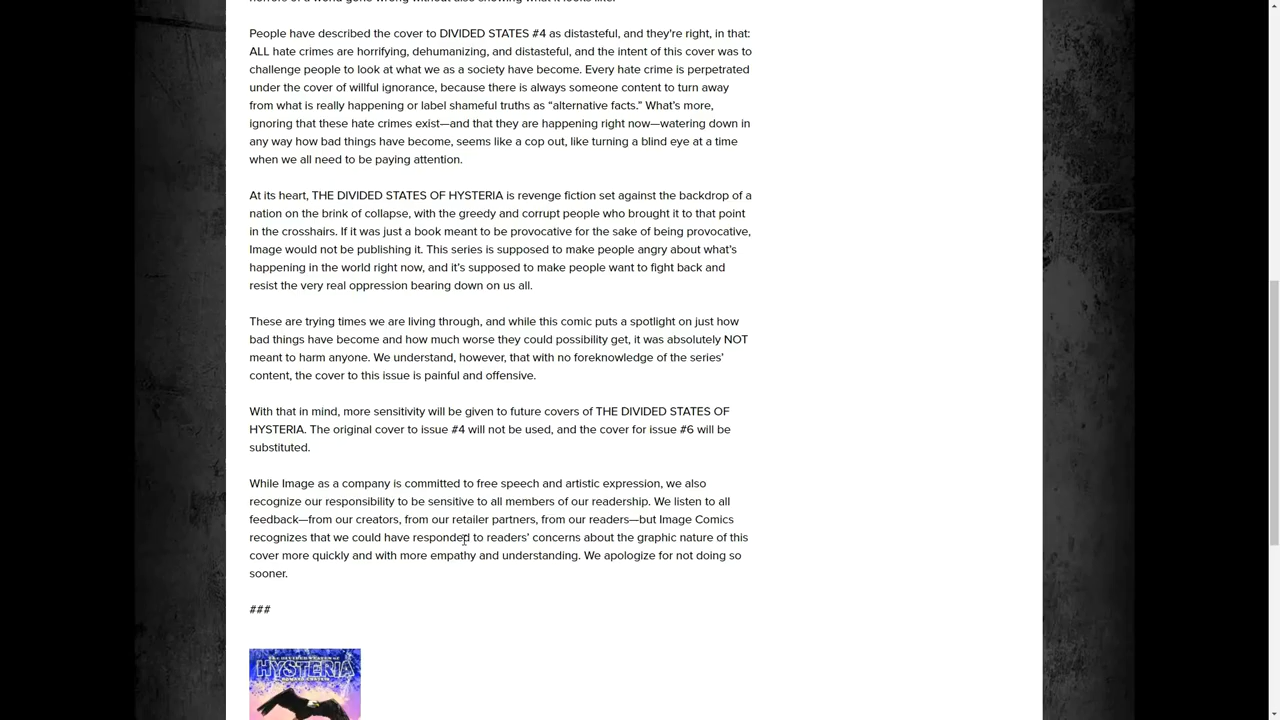 People have described the cover to DIVIDED STATES #4 as distasteful, and they're right, in that:
ALL hate crimes are horrifying, dehumanizing, and distasteful, and the intent of this cover was to
challenge people to look at what we as a society have become. Every hate crime is perpetrated
under the cover of willful ignorance, because there is always someone content to turn away
from what is really happening or label shameful truths as “alternative facts.” What’s more,
ignoring that these hate crimes exist—and that they are happening right now—watering down in
any way how bad things have become, seems like a cop out, like turning a blind eye at a time
when we all need to be paying attention.
At its heart, THE DIVIDED STATES OF HYSTERIA is revenge fiction set against the backdrop of a
nation on the brink of collapse, with the greedy and corrupt people who brought it to that point
in the crosshairs. If it was just a book meant to be provocative for the sake of being provocative,
Image would not be publishing it. This series is supposed to make people angry about what’s
happening in the world right now, and it’s supposed to make people want to fight back and
resist the very real oppression bearing down on us all.
These are trying times we are living through, and while this comic puts a spotlight on just how
bad things have become and how much worse they could possibility get, it was absolutely NOT
meant to harm anyone. We understand, however, that with no foreknowledge of the series’
content, the cover to this issue is painful and offensive.
With that in mind, more sensitivity will be given to future covers of THE DIVIDED STATES OF
HYSTERIA. The original cover to issue #4 will not be used, and the cover for issue #6 will be
substituted.
While Image as a company is committed to free speech and artistic expression, we also
recognize our responsibility to be sensitive to all members of our readership. We listen to all
feedback—from our creators, from our retailer partners, from our readers—but Image Comics
recognizes that we could have responded to readers’ concerns about the graphic nature of this
cover more quickly and with more empathy and understanding. We apologize for not doing so
sooner.
###
THE DIVIDED STATES OF
HYSTERIA
HOWARD CHAYKIN